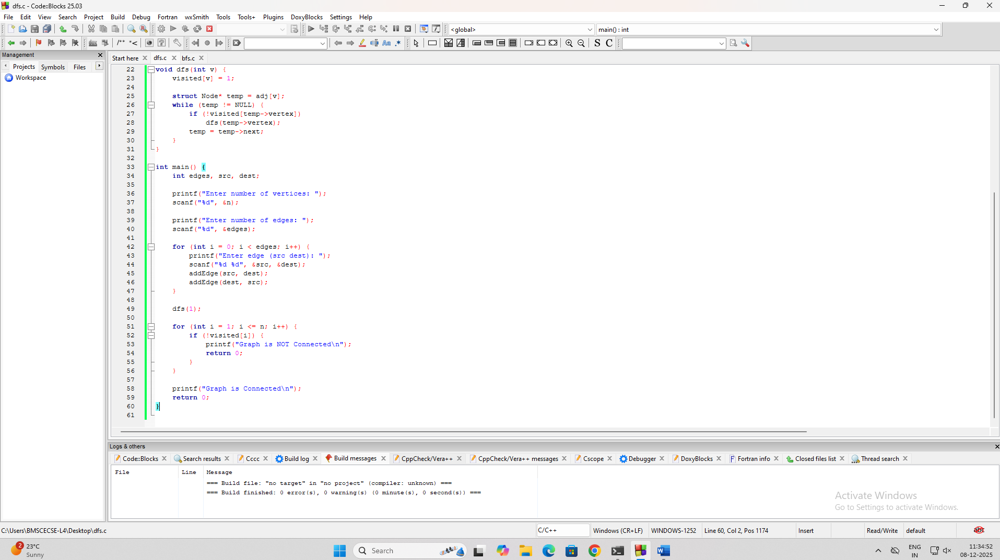 dfs.c - Code::Blocks 25.03
File Edit View Search Project Build Debug Fortran wxSmith Tools Tools+ Plugins DoxyBlocks Settings Help
<global> main() : int
/** *< Aa .* S C
Management
Projects Symbols Files
Workspace
Start here dfs.c bfs.c
22 void dfs(int v) {
23 visited[v] = 1;
24
25 struct Node* temp = adj[v];
26 while (temp != NULL) {
27 if (!visited[temp->vertex])
28 dfs(temp->vertex);
29 temp = temp->next;
30 }
31 }
32
33 int main() {
34 int edges, src, dest;
35
36 printf("Enter number of vertices: ");
37 scanf("%d", &n);
38
39 printf("Enter number of edges: ");
40 scanf("%d", &edges);
41
42 for (int i = 0; i < edges; i++) {
43 printf("Enter edge (src dest): ");
44 scanf("%d %d", &src, &dest);
45 addEdge(src, dest);
46 addEdge(dest, src);
47 }
48
49 dfs(1);
50
51 for (int i = 1; i <= n; i++) {
52 if (!visited[i]) {
53 printf("Graph is NOT Connected\n");
54 return 0;
55 }
56 }
57
58 printf("Graph is Connected\n");
59 return 0;
60 }
61
Logs & others
Code::Blocks Search results Cccc Build log Build messages CppCheck/Vera++ CppCheck/Vera++ messages Cscope Debugger DoxyBlocks Fortran info Closed files list Thread search
File Line Message
=== Build file: "no target" in "no project" (compiler: unknown) ===
=== Build finished: 0 error(s), 0 warning(s) (0 minute(s), 0 second(s)) ===
Activate Windows
Go to Settings to activate Windows.
C:\Users\BMSCECSE-L4\Desktop\dfs.c C/C++ Windows (CR+LF) WINDOWS-1252 Line 60, Col 2, Pos 1174 Insert Read/Write default abc
2
23°C
Sunny
Search
ENG
IN
11:34:52
08-12-2025